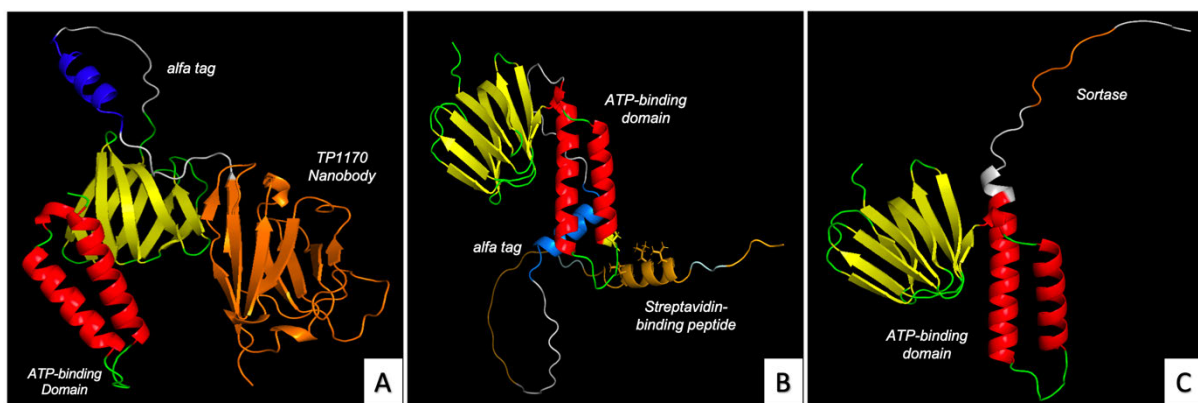 alfa tag
TP1170
Nanobody
ATP-binding
Domain
A
ATP-binding
domain
alfa tag
Streptavidin-
binding peptide
B
Sortase
ATP-binding
domain
C